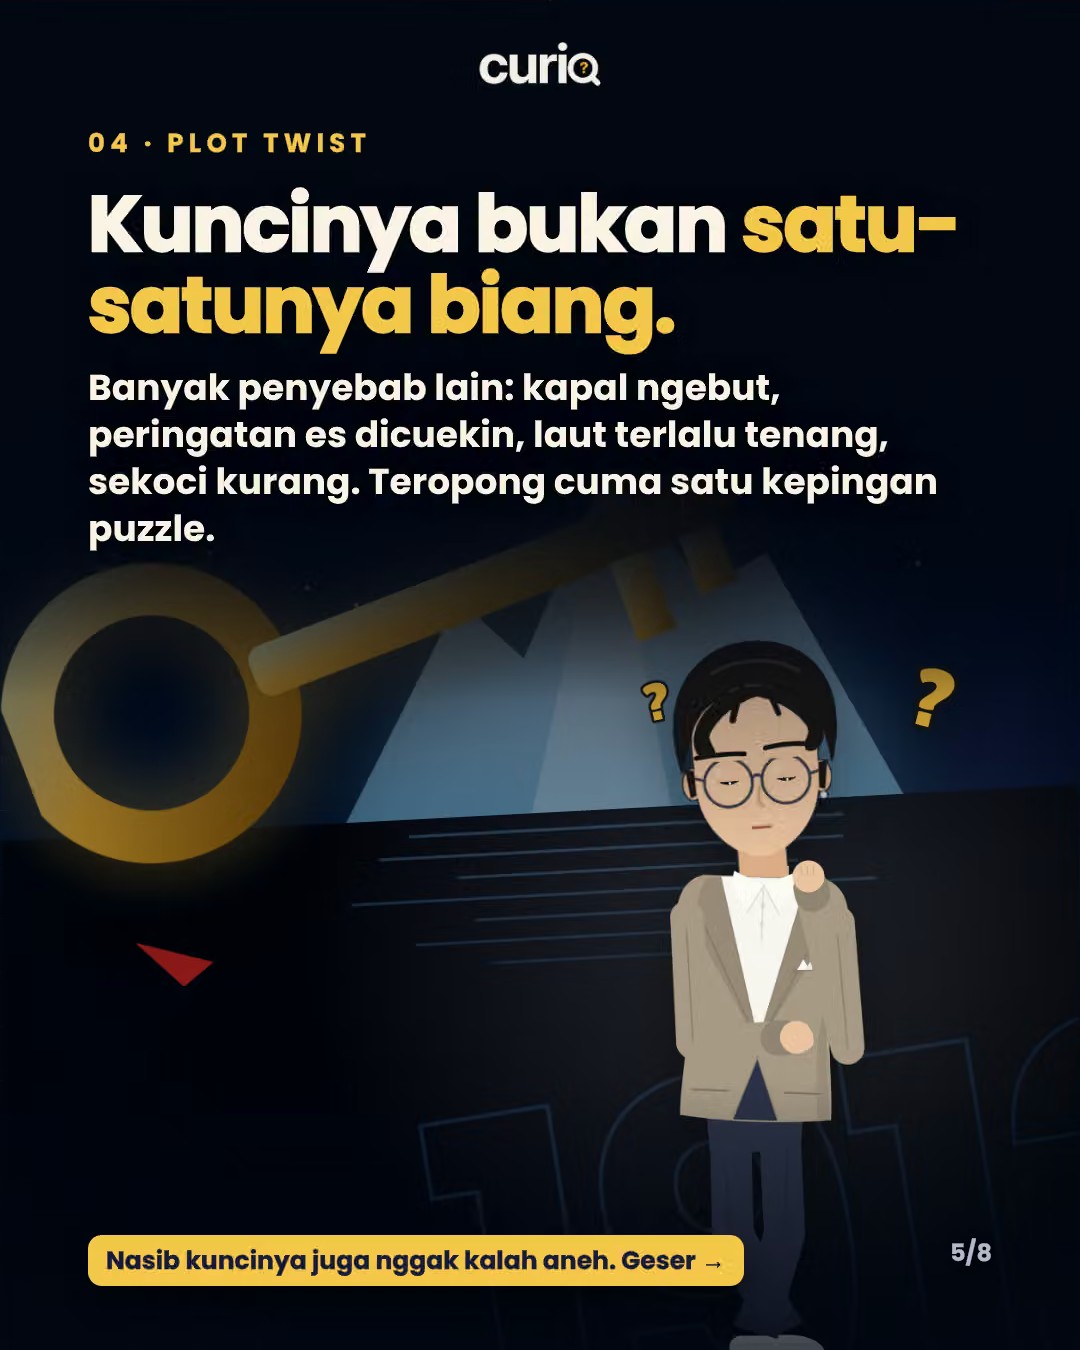 curiQ
04 · PLOT TWIST
Kuncinya bukan satu-
satunya biang.
Banyak penyebab lain: kapal ngebut,
peringatan es dicuekin, laut terlalu tenang,
sekoci kurang. Teropong cuma satu kepingan
puzzle.
?
?
1912
Nasib kuncinya juga nggak kalah aneh. Geser →
5/8